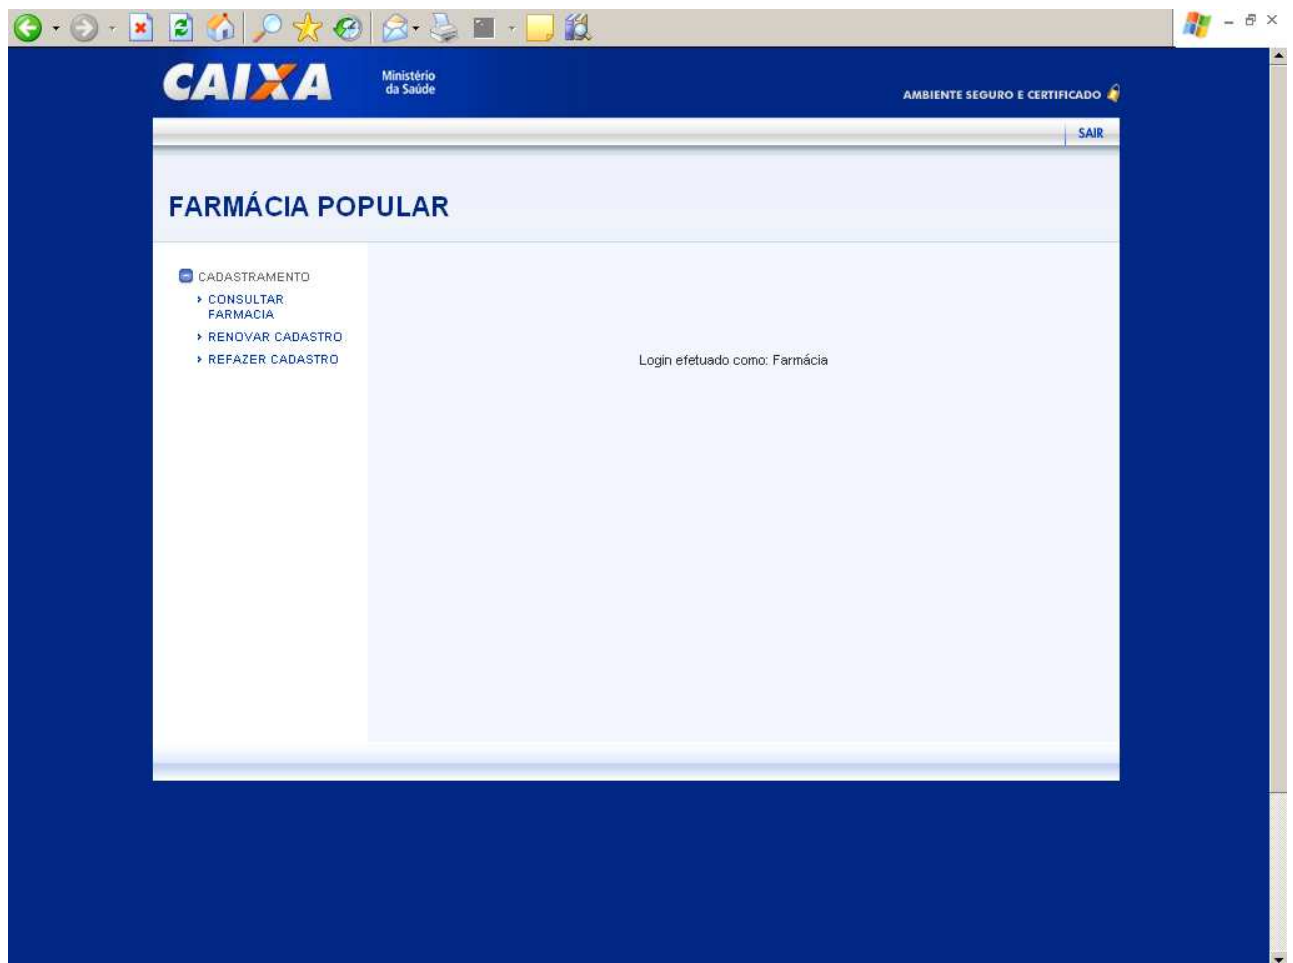 CAIXA
Ministério
da Saúde
AMBIENTE SEGURO E CERTIFICADO
SAIR
FARMÁCIA POPULAR
CADASTRAMENTO
CONSULTAR
FARMACIA
RENOVAR CADASTRO
REFAZER CADASTRO
Login efetuado como: Farmácia